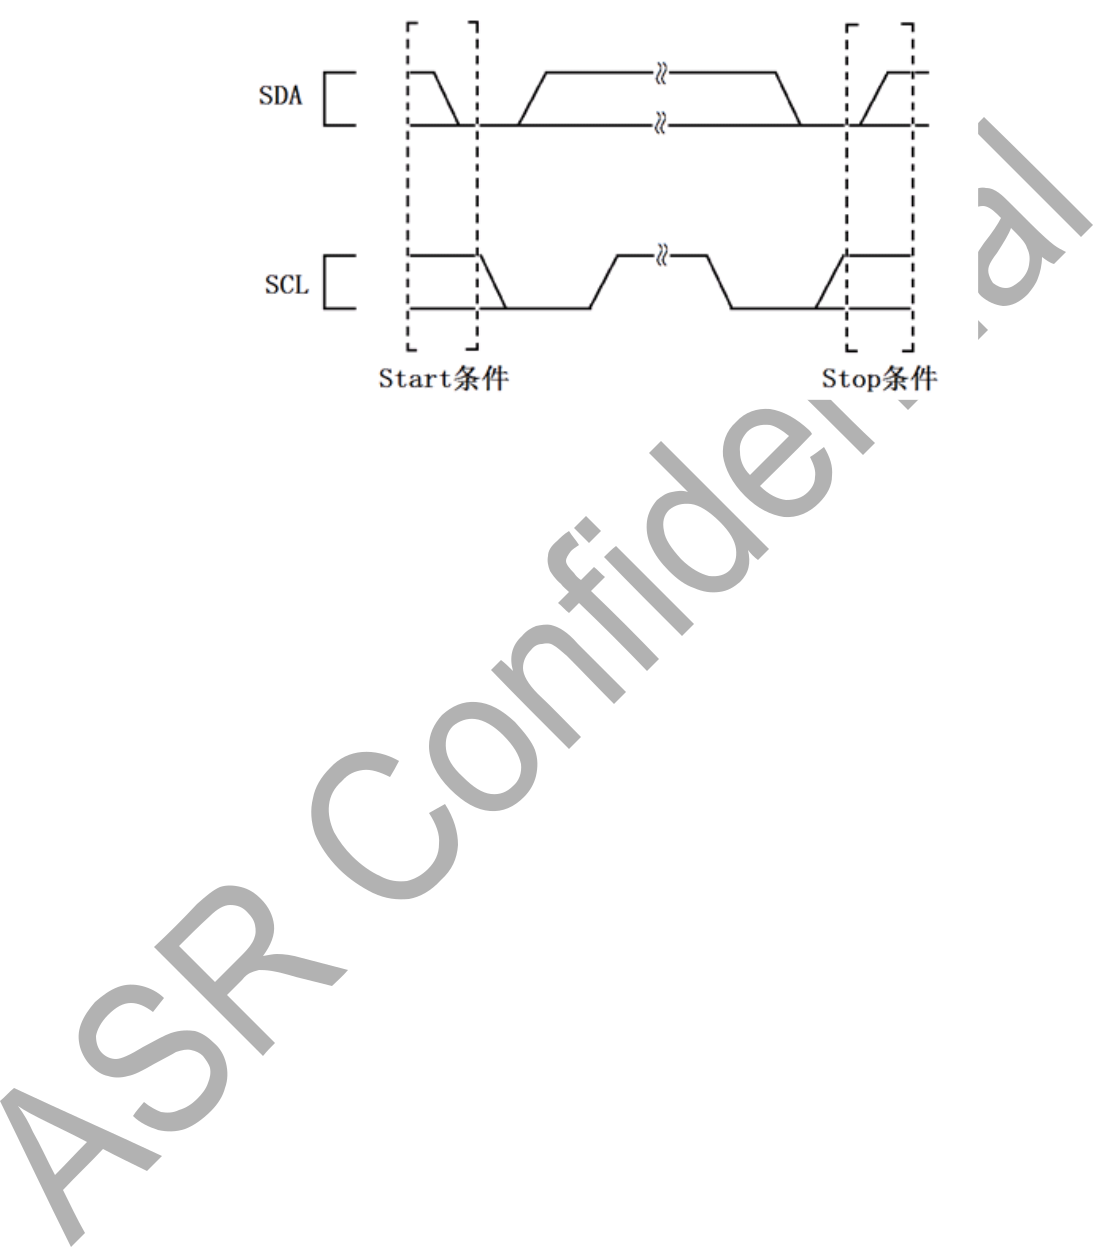 SDA
SCL
Start条件
Stop条件
ASR Confidential